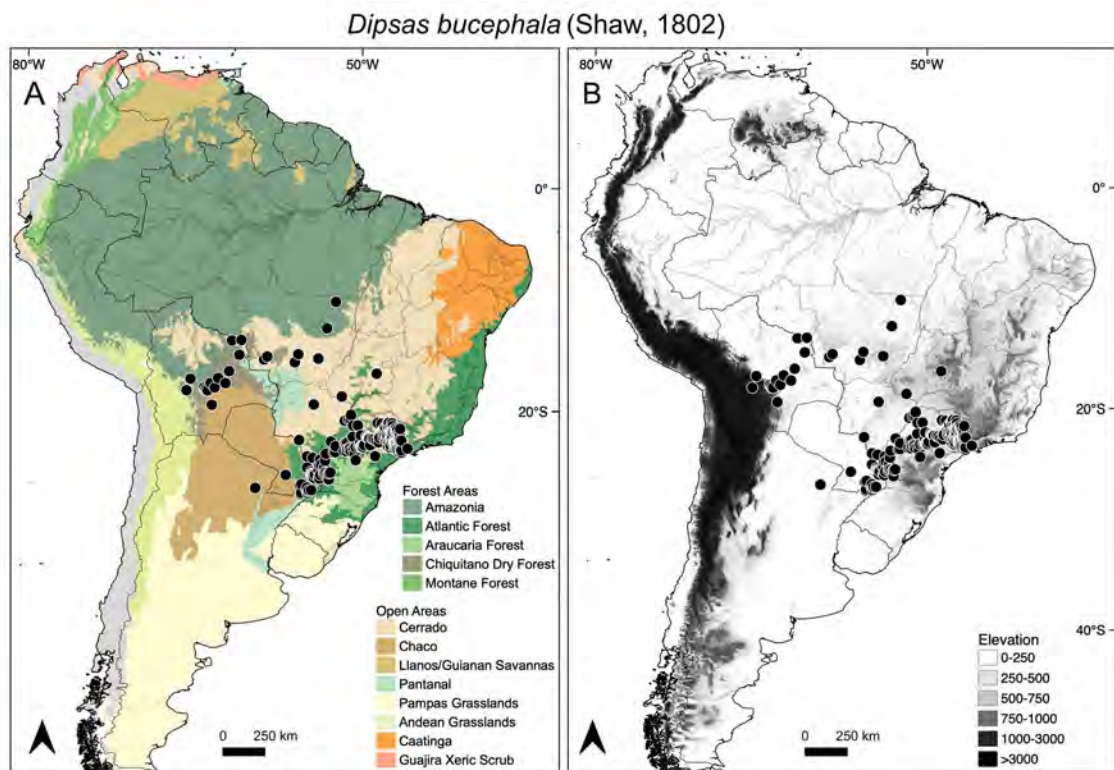 Dipsas bucephala (Shaw, 1802)
80°W
50°W
A
0°
20°S
Forest Areas
Amazonia
Atlantic Forest
Araucaria Forest
Chiquitano Dry Forest
Montane Forest
Open Areas
Cerrado
Chaco
Llanos/Guianan Savannas
Pantanal
Pampas Grasslands
Andean Grasslands
Caatinga
Guajira Xeric Scrub
0 250 km
80°W
50°W
B
0°
20°S
40°S
Elevation
0-250
250-500
500-750
750-1000
1000-3000
>3000
0 250 km